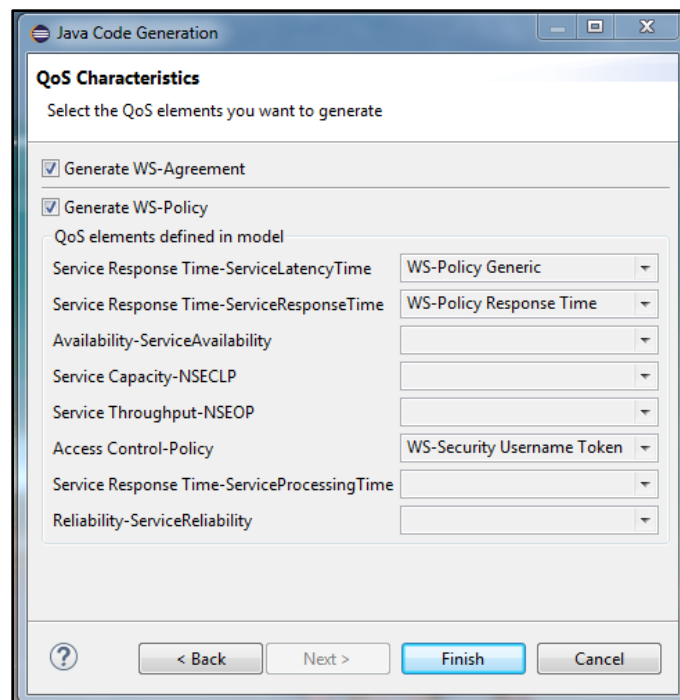 Java Code Generation
QoS Characteristics
Select the QoS elements you want to generate
Generate WS-Agreement
Generate WS-Policy
QoS elements defined in model
Service Response Time-ServiceLatencyTime WS-Policy Generic
Service Response Time-ServiceResponseTime WS-Policy Response Time
Availability-ServiceAvailability
Service Capacity-NSECLP
Service Throughput-NSEOP
Access Control-Policy WS-Security Username Token
Service Response Time-ServiceProcessingTime
Reliability-ServiceReliability
? < Back Next > Finish Cancel